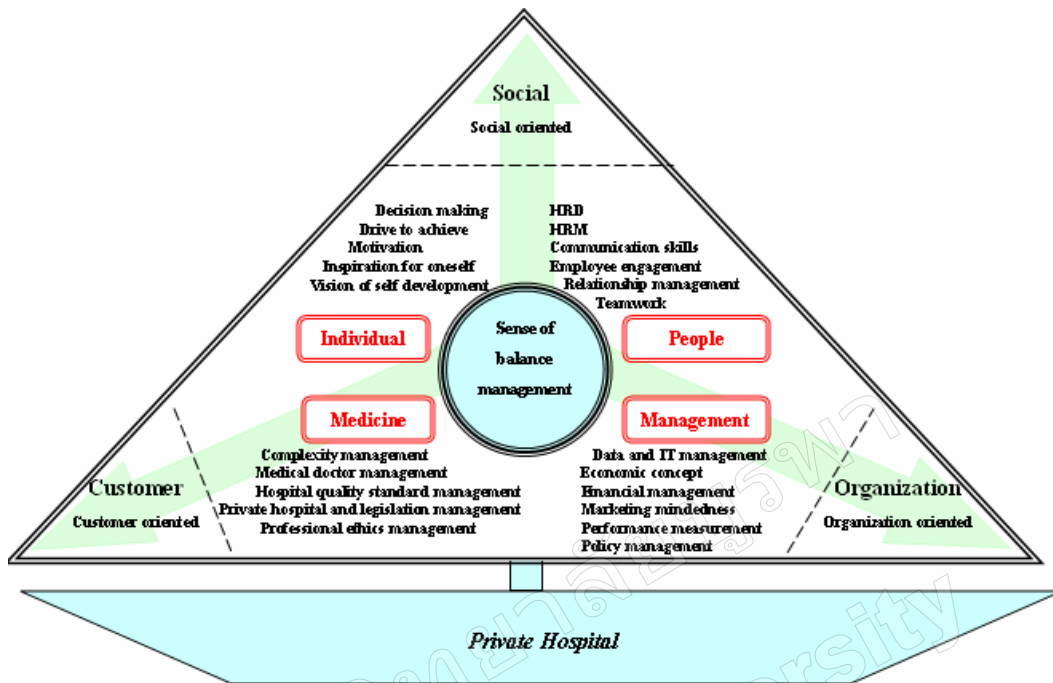 Social
Social oriented
Decision making
Drive to achieve
Motivation
Inspiration for oneself
Vision of self development
HRD
HRM
Communication skills
Employee engagement
Relationship management
Teamwork
Individual
People
Sense of
balance
management
Medicine
Management
Complexity management
Medical doctor management
Hospital quality standard management
Private hospital and legislation management
Professional ethics management
Data and IT management
Economic concept
Financial management
Marketing mindedness
Performance measurement
Policy management
Customer
Customer oriented
Organization
Organization oriented
Private Hospital